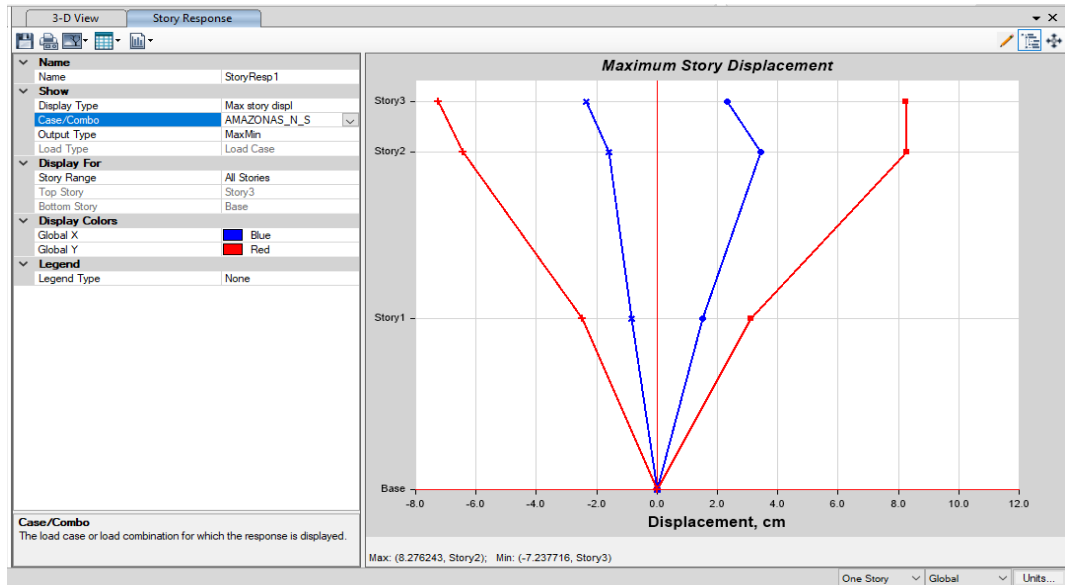 3-D View Story Response
Name
Name StoryResp1
Show
Display Type Max story displ
Case/Combo AMAZONAS_N_S
Output Type MaxMin
Load Type Load Case
Display For
Story Range All Stories
Top Story Story3
Bottom Story Base
Display Colors
Global X Blue
Global Y Red
Legend
Legend Type None
Case/Combo
The load case or load combination for which the response is displayed.
Maximum Story Displacement
Story3
Story2
Story1
Base
-8.0 -6.0 -4.0 -2.0 0.0 2.0 4.0 6.0 8.0 10.0 12.0
Displacement, cm
Max: (8.276243, Story2); Min: (-7.237716, Story3)
One Story Global Units...